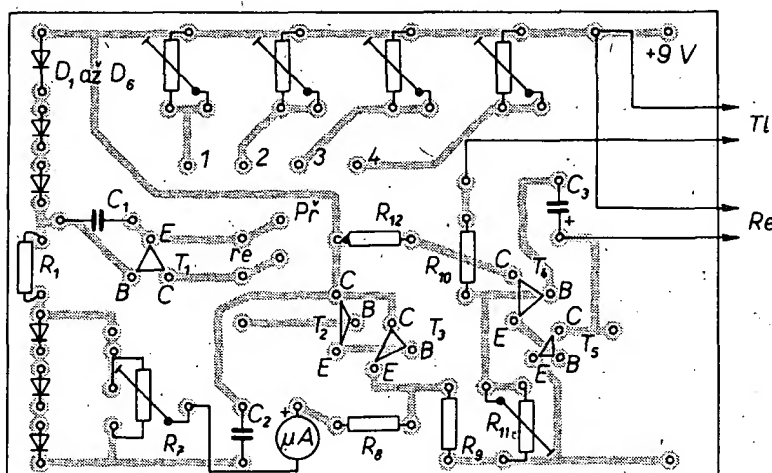 +9 V
D1 až D6
Tl
1 2 3 4
C1
Př
C3
+
R12
Re
E
re
R1
T1
R10
C
T4
B C
B
C
B
C
E
C
T2
B
T3
T5
E
B
E
B
E
E
C2
+
μA
R7
R8
R9
R11